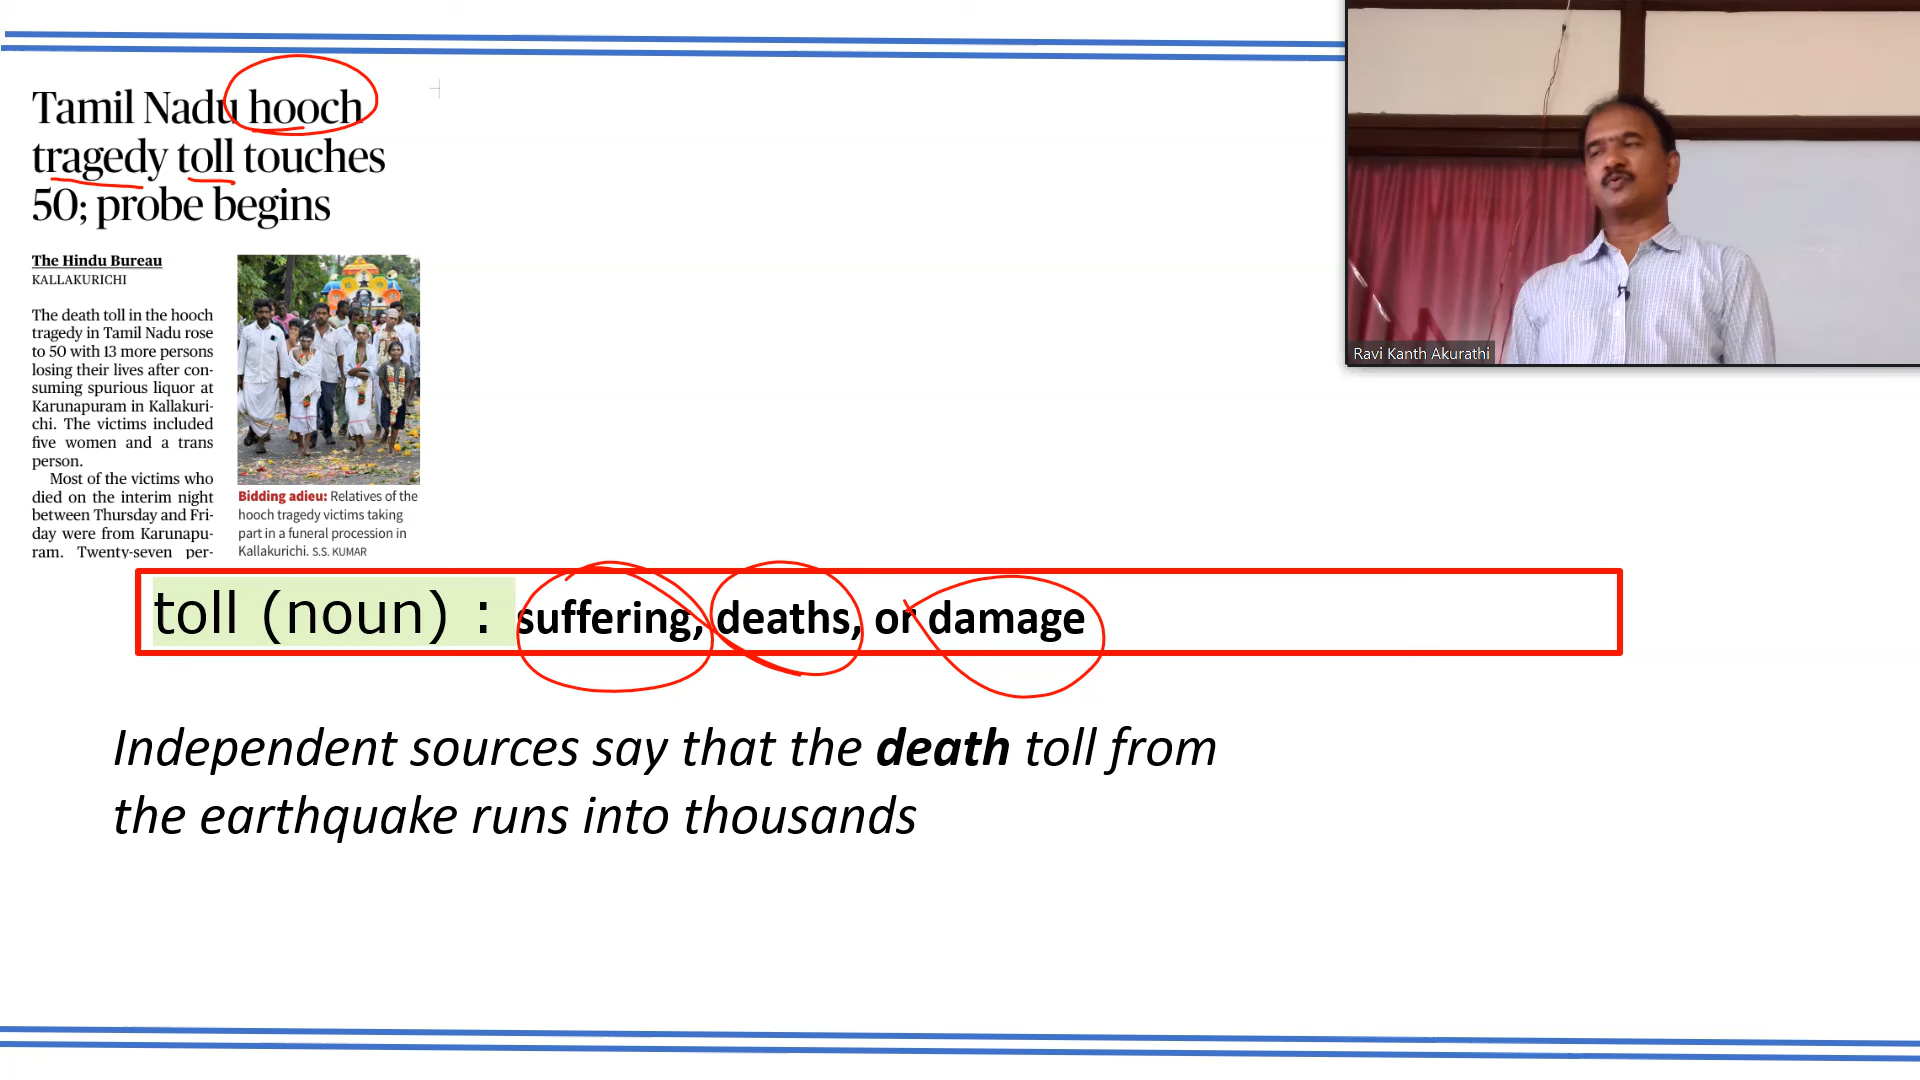 Tamil Nadu hooch
tragedy toll touches
50; probe begins
The Hindu Bureau
KALLAKURICHI
The death toll in the hooch
tragedy in Tamil Nadu rose
to 50 with 13 more persons
losing their lives after con-
suming spurious liquor at
Karunapuram in Kallakuri-
chi. The victims included
five women and a trans
person.
Most of the victims who
died on the interim night
between Thursday and Fri-
day were from Karunapu-
ram. Twenty-seven per-
Bidding adieu: Relatives of the
hooch tragedy victims taking
part in a funeral procession in
Kallakurichi. S.S. KUMAR
Ravi Kanth Akurathi
toll (noun) : suffering, deaths, or damage
Independent sources say that the death toll from
the earthquake runs into thousands